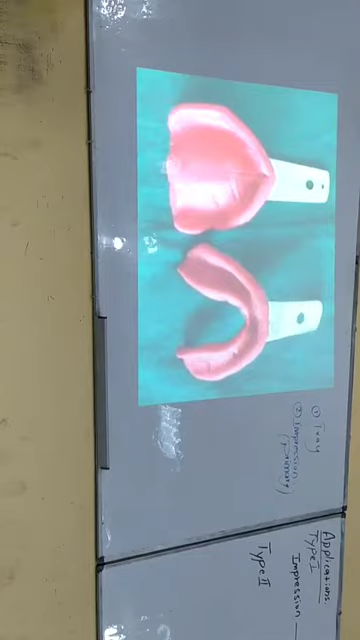 ① Tray
② Impression
(primary)
Applications:
Type I
Impression
Type II